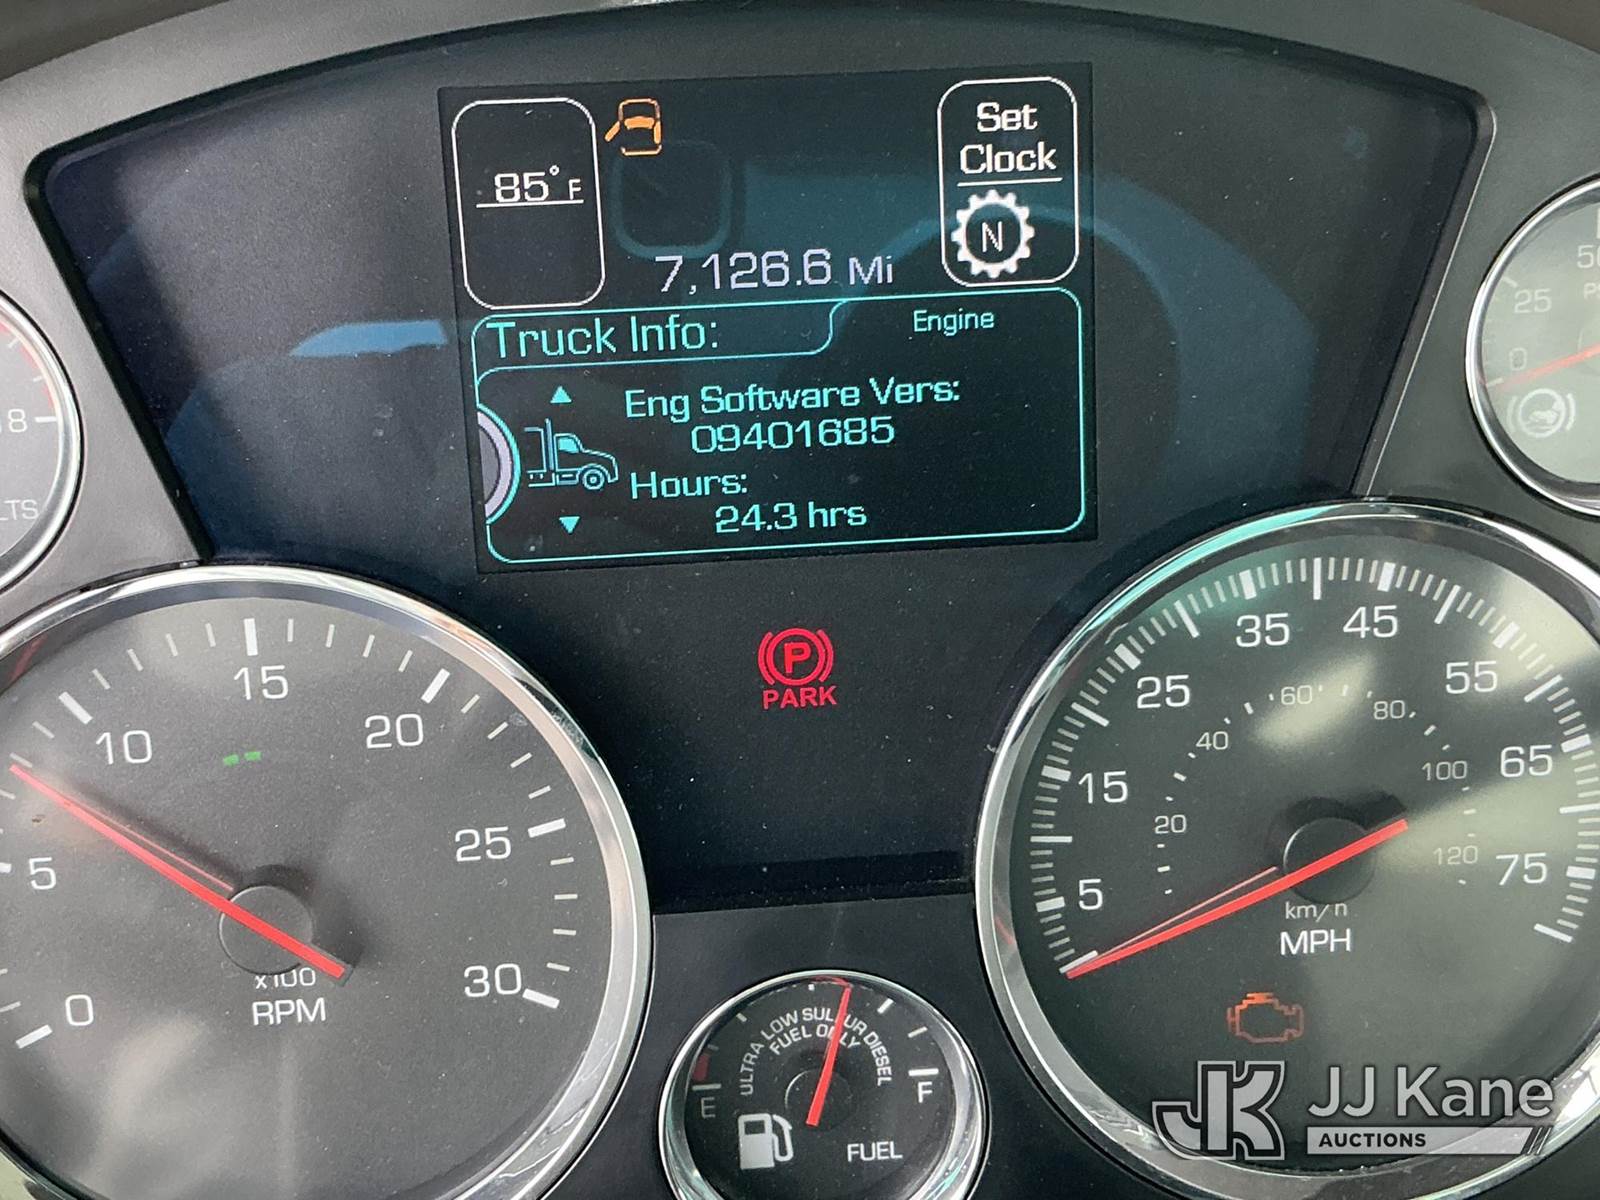 85° F
Set
Clock
N
7,126.6 Mi
Truck Info:
Engine
Eng Software Vers:
09401685
Hours:
24.3 hrs
P
PARK
8
0
5
10
15
20
25
30
x100
RPM
5
15
25
35
45
55
65
75
20
40
60
80
100
120
km/h
MPH
0
25
ULTRA LOW SULFUR DIESEL
FUEL ONLY
E
F
FUEL
JK JJ Kane
AUCTIONS